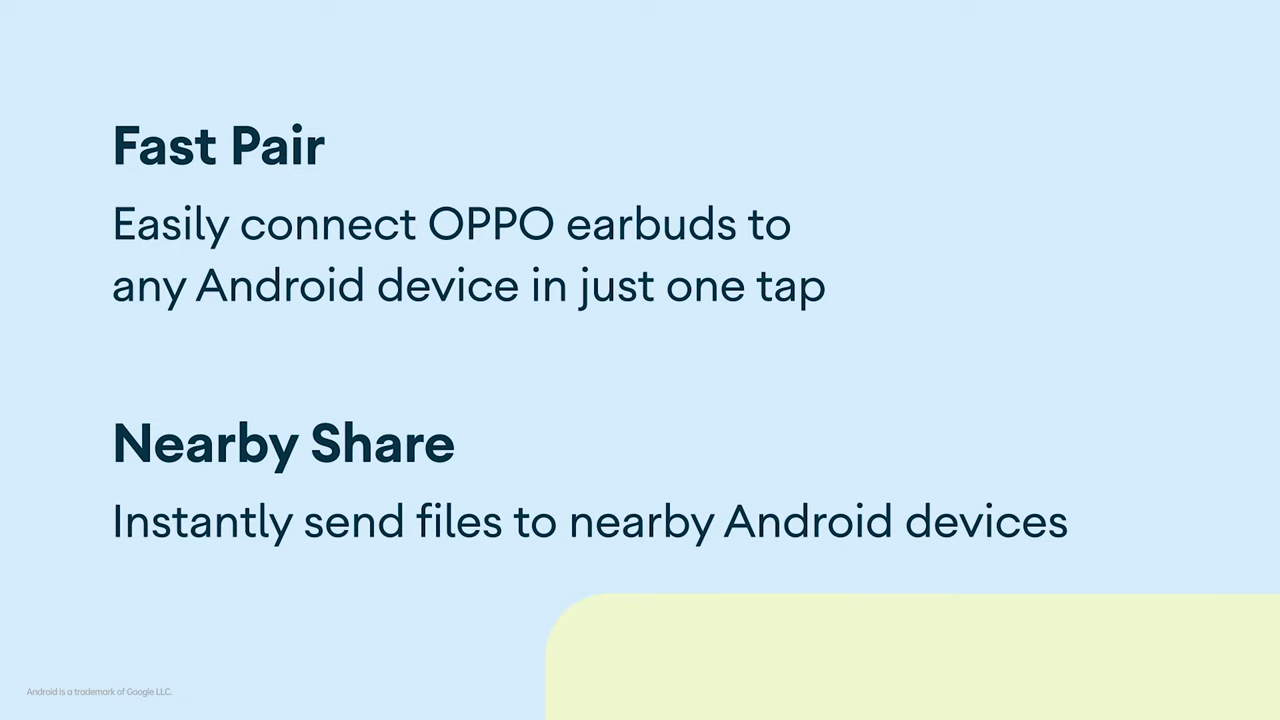 Fast Pair
Easily connect OPPO earbuds to
any Android device in just one tap
Nearby Share
Instantly send files to nearby Android devices
Android is a trademark of Google LLC.